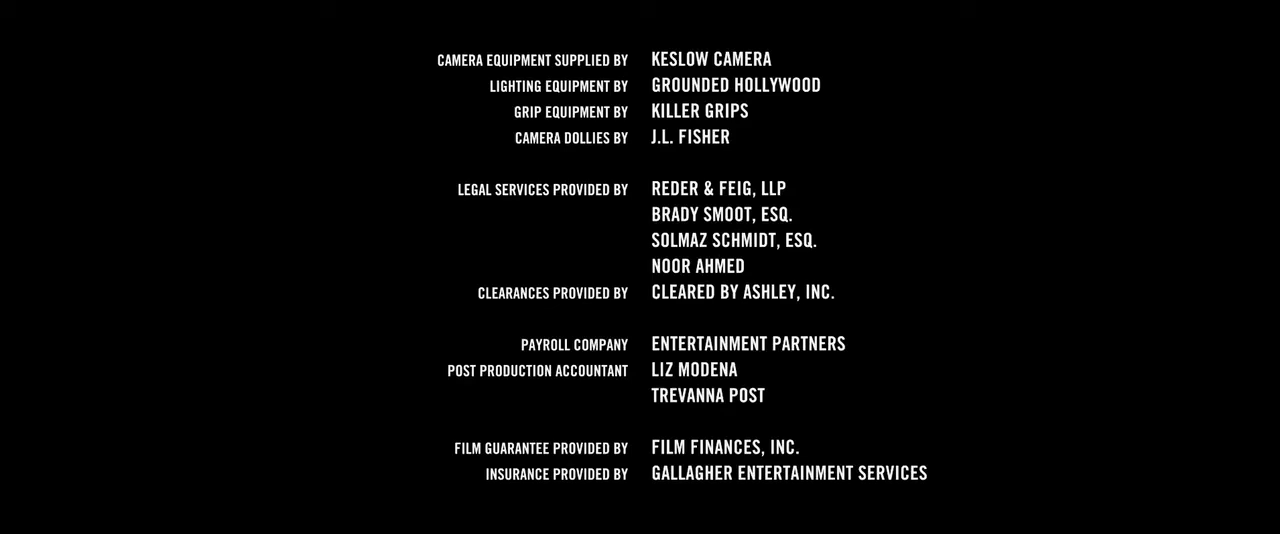 CAMERA EQUIPMENT SUPPLIED BY KESLOW CAMERA
LIGHTING EQUIPMENT BY GROUNDED HOLLYWOOD
GRIP EQUIPMENT BY KILLER GRIPS
CAMERA DOLLIES BY J.L. FISHER
LEGAL SERVICES PROVIDED BY REDER & FEIG, LLP
BRADY SMOOT, ESQ.
SOLMAZ SCHMIDT, ESQ.
NOOR AHMED
CLEARANCES PROVIDED BY CLEARED BY ASHLEY, INC.
PAYROLL COMPANY ENTERTAINMENT PARTNERS
POST PRODUCTION ACCOUNTANT LIZ MODENA
TREVANNA POST
FILM GUARANTEE PROVIDED BY FILM FINANCES, INC.
INSURANCE PROVIDED BY GALLAGHER ENTERTAINMENT SERVICES